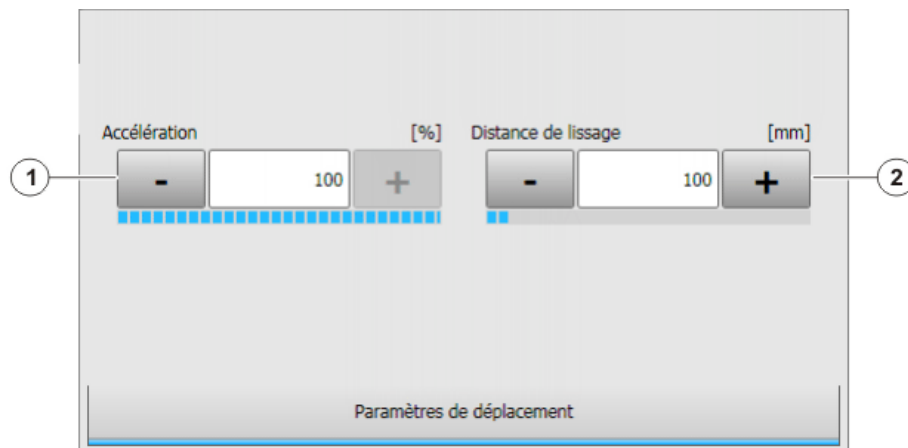 Accélération [%] Distance de lissage [mm]
1 - 100 + - 100 + 2
Paramètres de déplacement